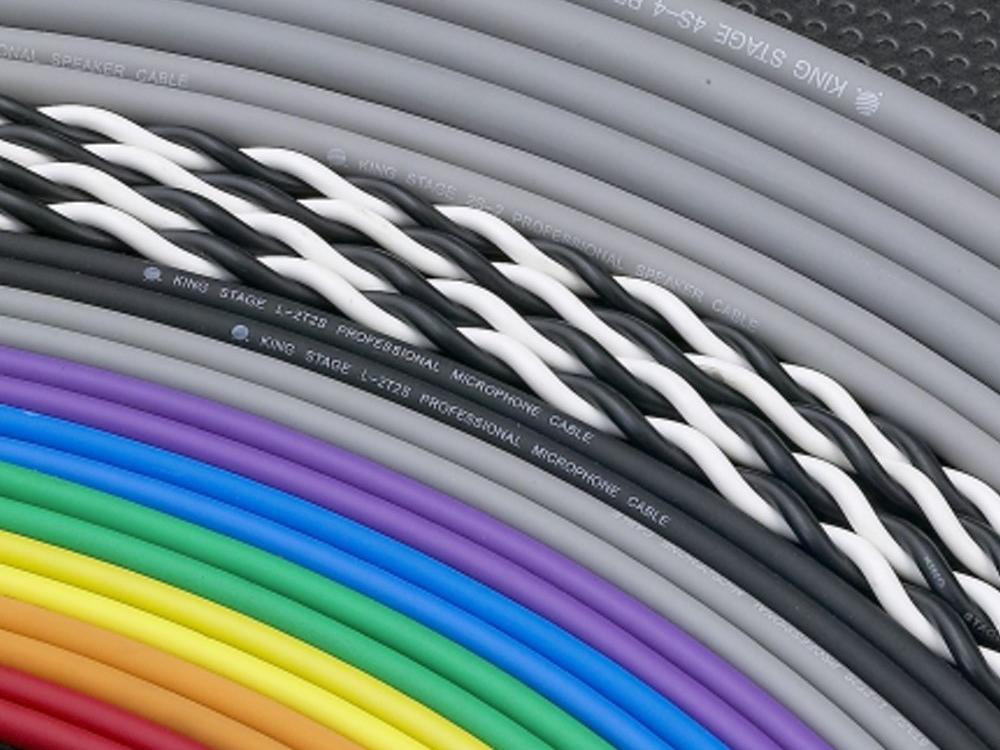 KING STAGE 4S-4
ONAL SPEAKER CABLE
KING STAGE 2S-2 PROFESSIONAL SPEAKER CABLE
KING STAGE L-2T2S PROFESSIONAL MICROPHONE CABLE
KING STAGE L-2T2S PROFESSIONAL MICROPHONE CABLE
KING